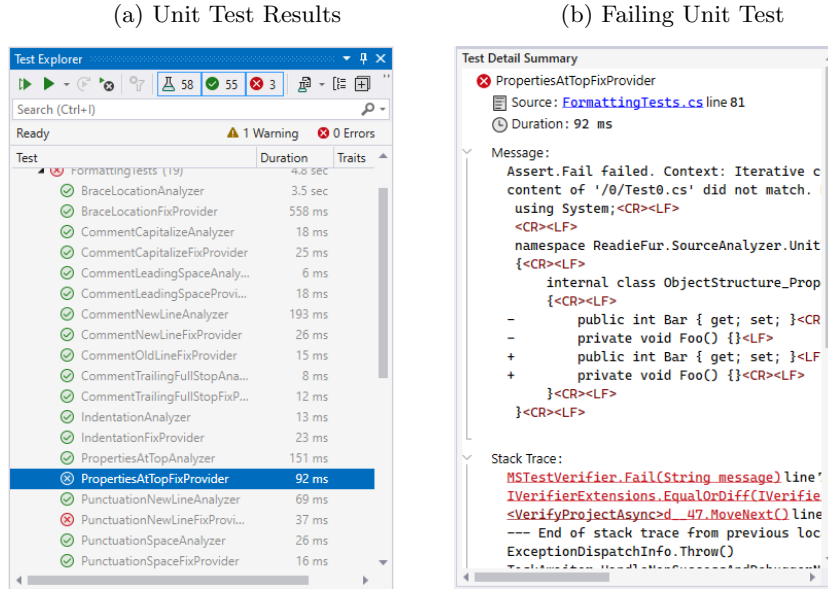 (a) Unit Test Results
Test Explorer
58 55 3
Search (Ctrl+I)
Ready 1 Warning 0 Errors
Test Duration Traits
FormattingTests (19) 4.8 sec
BraceLocationAnalyzer 3.5 sec
BraceLocationFixProvider 558 ms
CommentCapitalizeAnalyzer 18 ms
CommentCapitalizeFixProvider 25 ms
CommentLeadingSpaceAnaly... 6 ms
CommentLeadingSpaceProvi... 18 ms
CommentNewLineAnalyzer 193 ms
CommentNewLineFixProvider 26 ms
CommentOldLineFixProvider 15 ms
CommentTrailingFullStopAna... 8 ms
CommentTrailingFullStopFixP... 12 ms
IndentationAnalyzer 13 ms
IndentationFixProvider 23 ms
PropertiesAtTopAnalyzer 151 ms
PropertiesAtTopFixProvider 92 ms
PunctuationNewLineAnalyzer 69 ms
PunctuationNewLineFixProvi... 37 ms
PunctuationSpaceAnalyzer 26 ms
PunctuationSpaceFixProvider 16 ms
(b) Failing Unit Test
Test Detail Summary
PropertiesAtTopFixProvider
Source: FormattingTests.cs line 81
Duration: 92 ms
Message:
Assert.Fail failed. Context: Iterative c
content of '/0/Test0.cs' did not match.
using System;<CR><LF>
<CR><LF>
namespace ReadieFur.SourceAnalyzer.Unit
{<CR><LF>
internal class ObjectStructure_Prop
{<CR><LF>
- public int Bar { get; set; }<CR
- private void Foo() {}<LF>
+ public int Bar { get; set; }<LF
+ private void Foo() {}<CR><LF>
}<CR><LF>
}<CR><LF>
Stack Trace:
MSTestVerifier.Fail(String message) line
IVerifierExtensions.EqualOrDiff(IVerifie
<VerifyProjectAsync>d__47.MoveNext() line
--- End of stack trace from previous loc
ExceptionDispatchInfo.Throw()